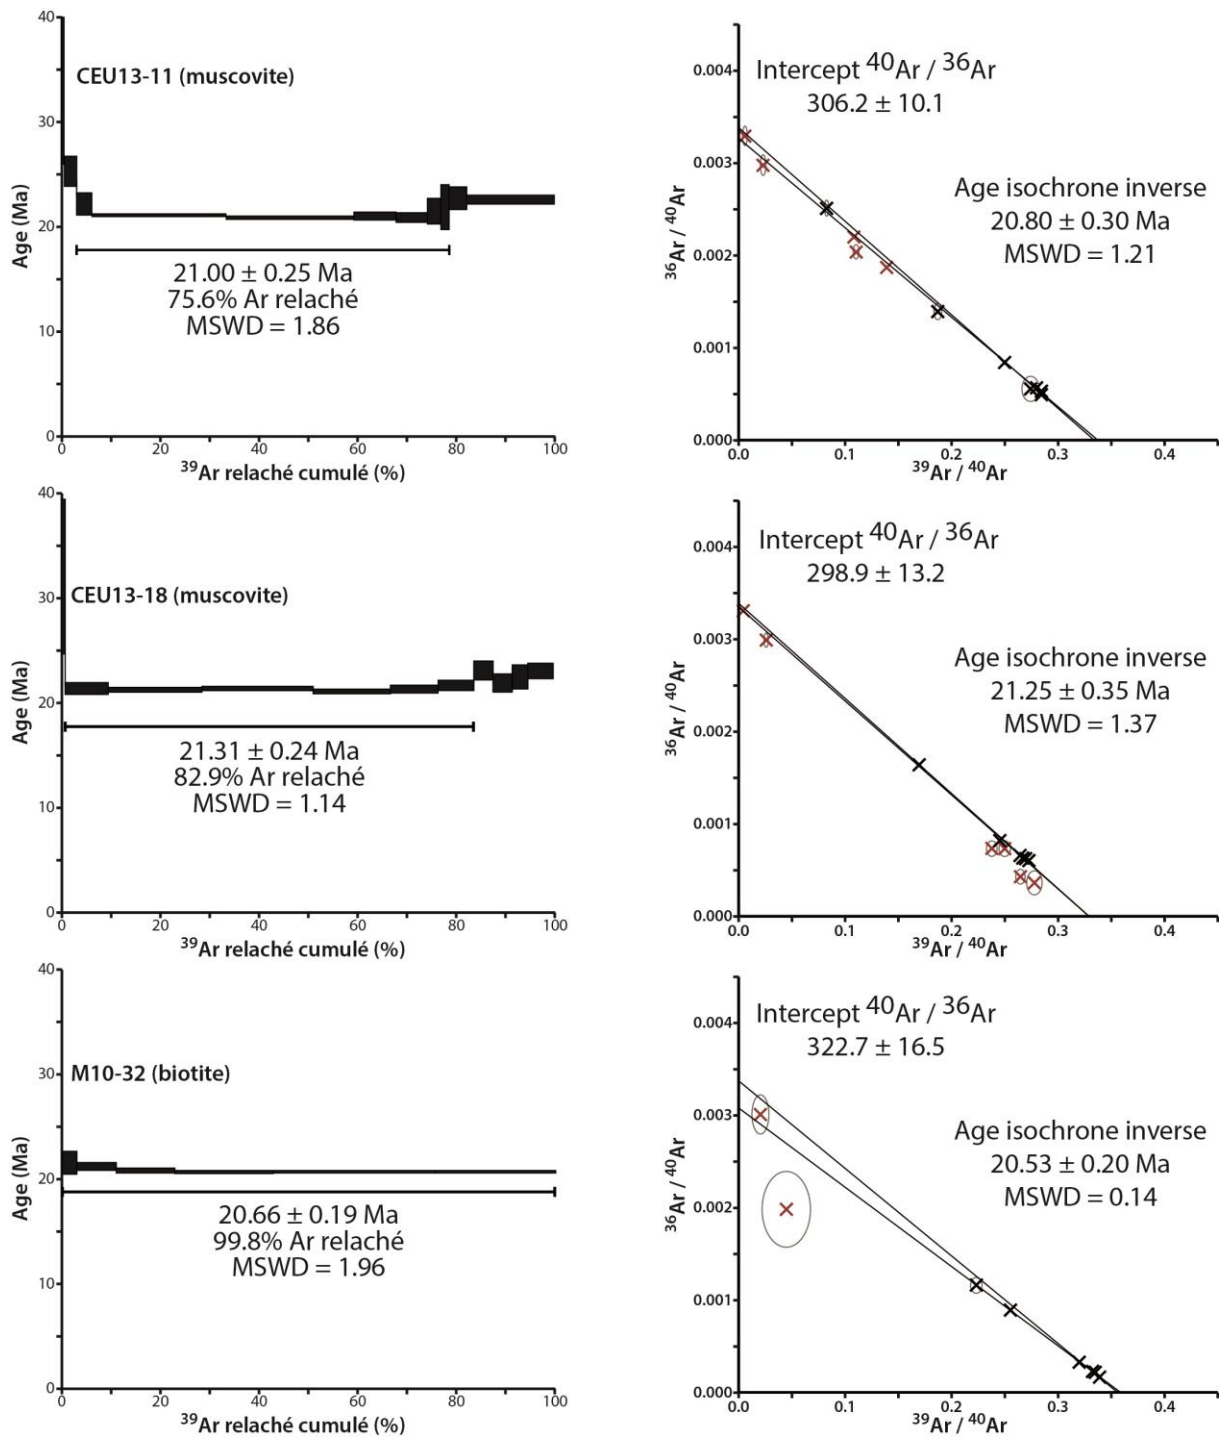 CEU13-11 (muscovite)
Age (Ma)
40
30
20
10
0
21.00 ± 0.25 Ma
75.6% Ar relaché
MSWD = 1.86
0 20 40 60 80 100
39Ar relaché cumulé (%)
Intercept 40Ar / 36Ar
306.2 ± 10.1
Age isochrone inverse
20.80 ± 0.30 Ma
MSWD = 1.21
36Ar / 40Ar
0.004
0.003
0.002
0.001
0.000
0.0 0.1 0.2 0.3 0.4
39Ar / 40Ar
CEU13-18 (muscovite)
Age (Ma)
40
30
20
10
0
21.31 ± 0.24 Ma
82.9% Ar relaché
MSWD = 1.14
0 20 40 60 80 100
39Ar relaché cumulé (%)
Intercept 40Ar / 36Ar
298.9 ± 13.2
Age isochrone inverse
21.25 ± 0.35 Ma
MSWD = 1.37
36Ar / 40Ar
0.004
0.003
0.002
0.001
0.000
0.0 0.1 0.2 0.3 0.4
39Ar / 40Ar
M10-32 (biotite)
Age (Ma)
40
30
20
10
0
20.66 ± 0.19 Ma
99.8% Ar relaché
MSWD = 1.96
0 20 40 60 80 100
39Ar relaché cumulé (%)
Intercept 40Ar / 36Ar
322.7 ± 16.5
Age isochrone inverse
20.53 ± 0.20 Ma
MSWD = 0.14
36Ar / 40Ar
0.004
0.003
0.002
0.001
0.000
0.0 0.1 0.2 0.3 0.4
39Ar / 40Ar